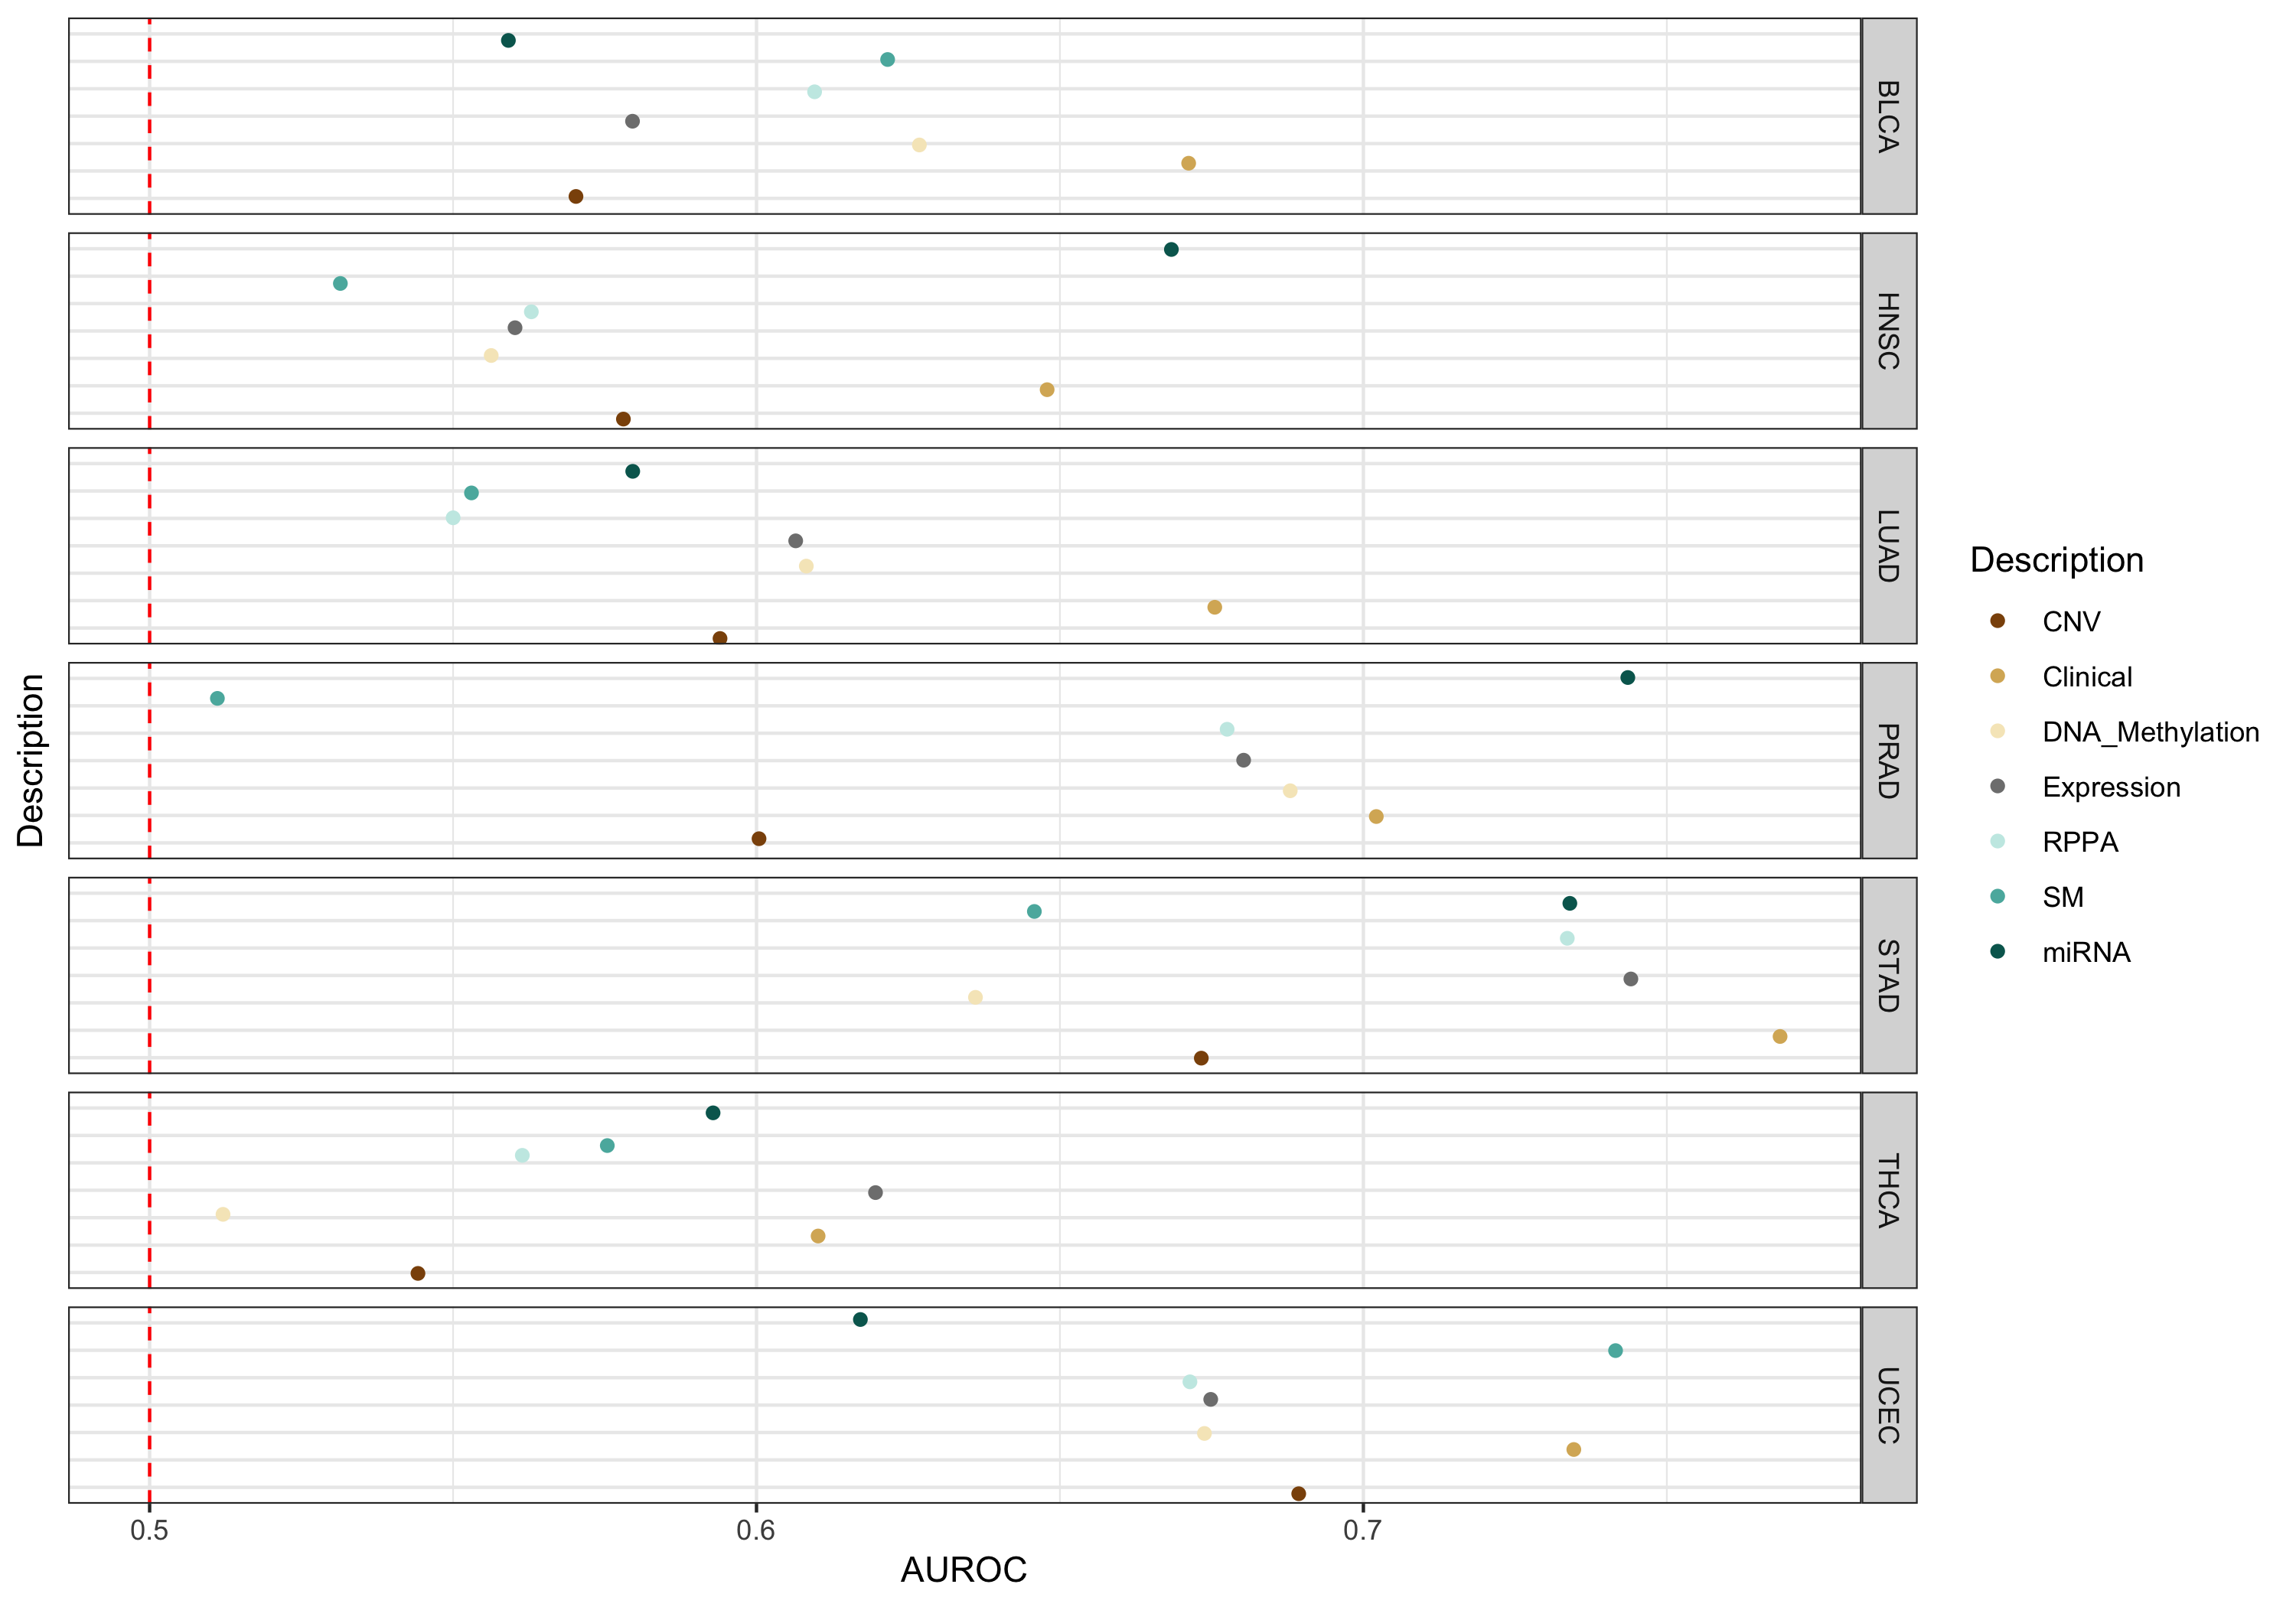 BLCA
HNSC
LUAD
PRAD
STAD
THCA
UCEC
Description
0.5
0.6
0.7
AUROC
Description
CNV
Clinical
DNA_Methylation
Expression
RPPA
SM
miRNA